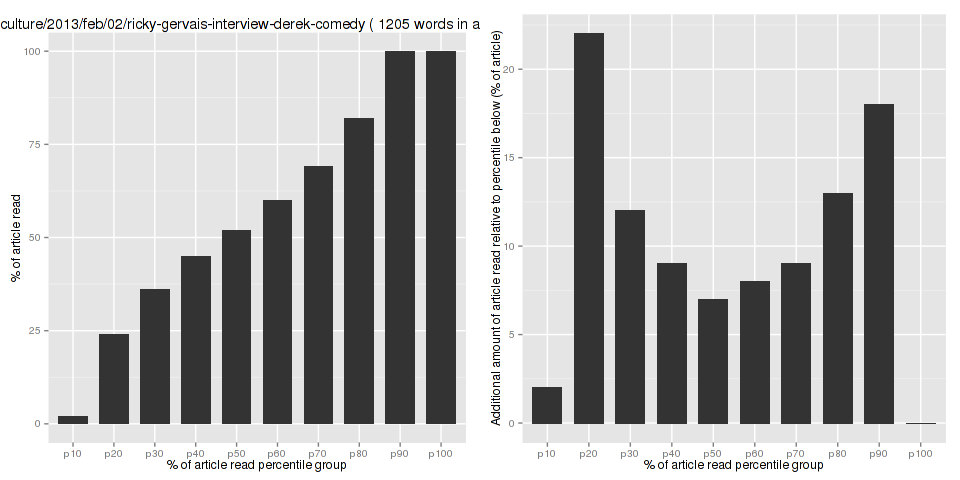 culture/2013/feb/02/ricky-gervais-interview-derek-comedy ( 1205 words in a
% of article read
100
75
50
25
0
p10 p20 p30 p40 p50 p60 p70 p80 p90 p100
% of article read percentile group
Additional amount of article read relative to percentile below (% of article)
20
15
10
5
0
p10 p20 p30 p40 p50 p60 p70 p80 p90 p100
% of article read percentile group